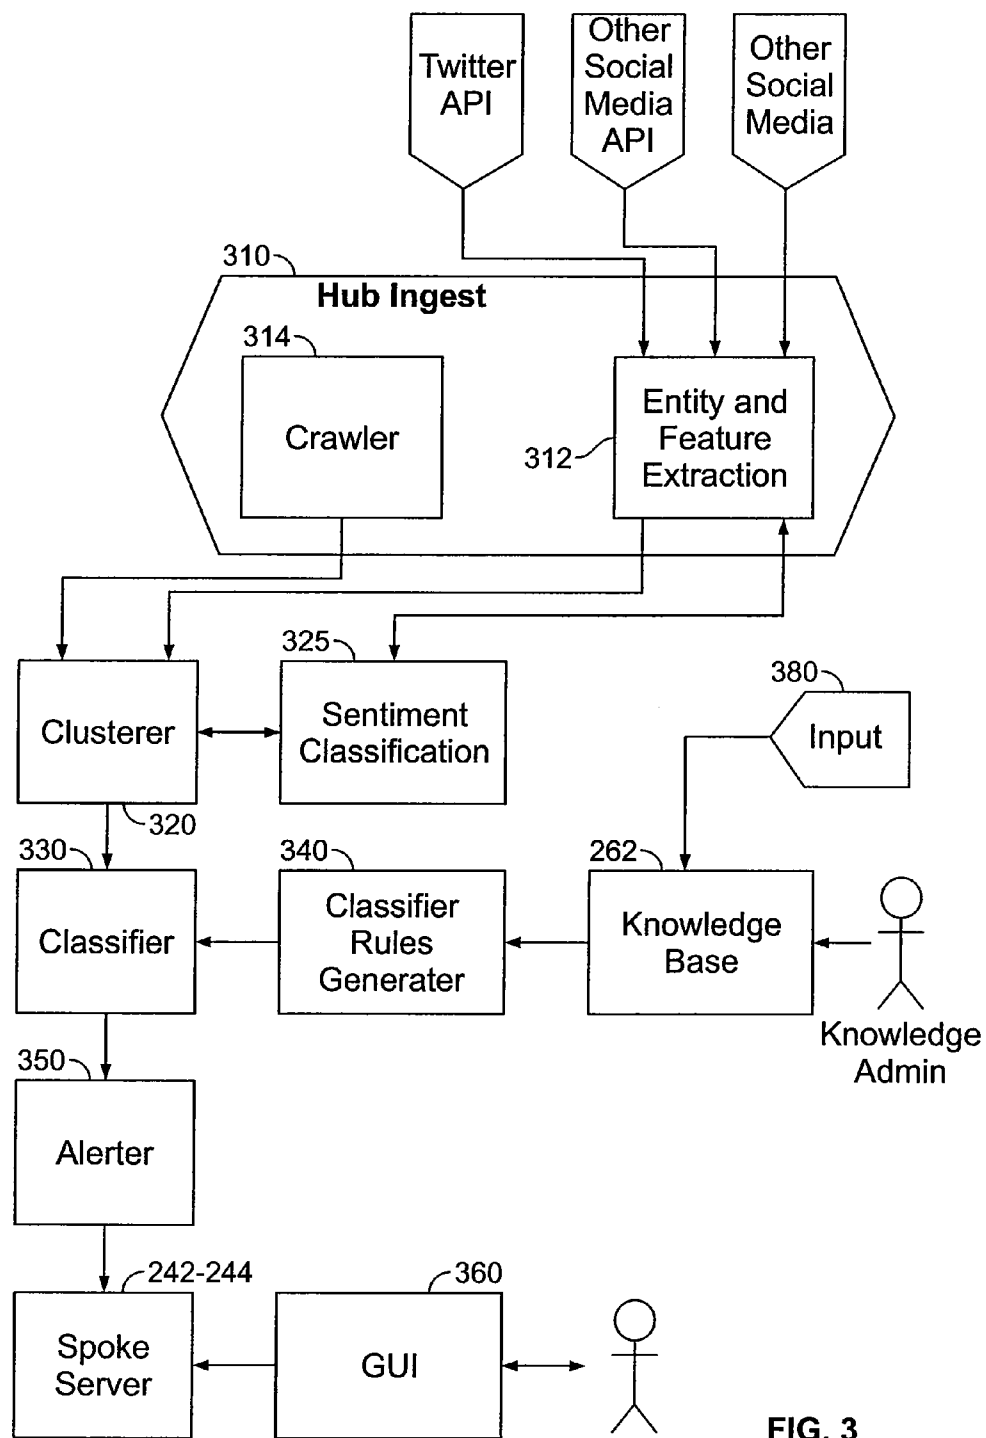 Twitter
API
Other
Social
Media
API
Other
Social
Media
310
Hub Ingest
314
Crawler
Entity and
Feature
Extraction
312
325
Sentiment
Classification
Clusterer
320
380
Input
330
Classifier
340
Classifier
Rules
Generater
262
Knowledge
Base
Knowledge
Admin
350
Alerter
242-244
Spoke
Server
360
GUI
FIG. 3